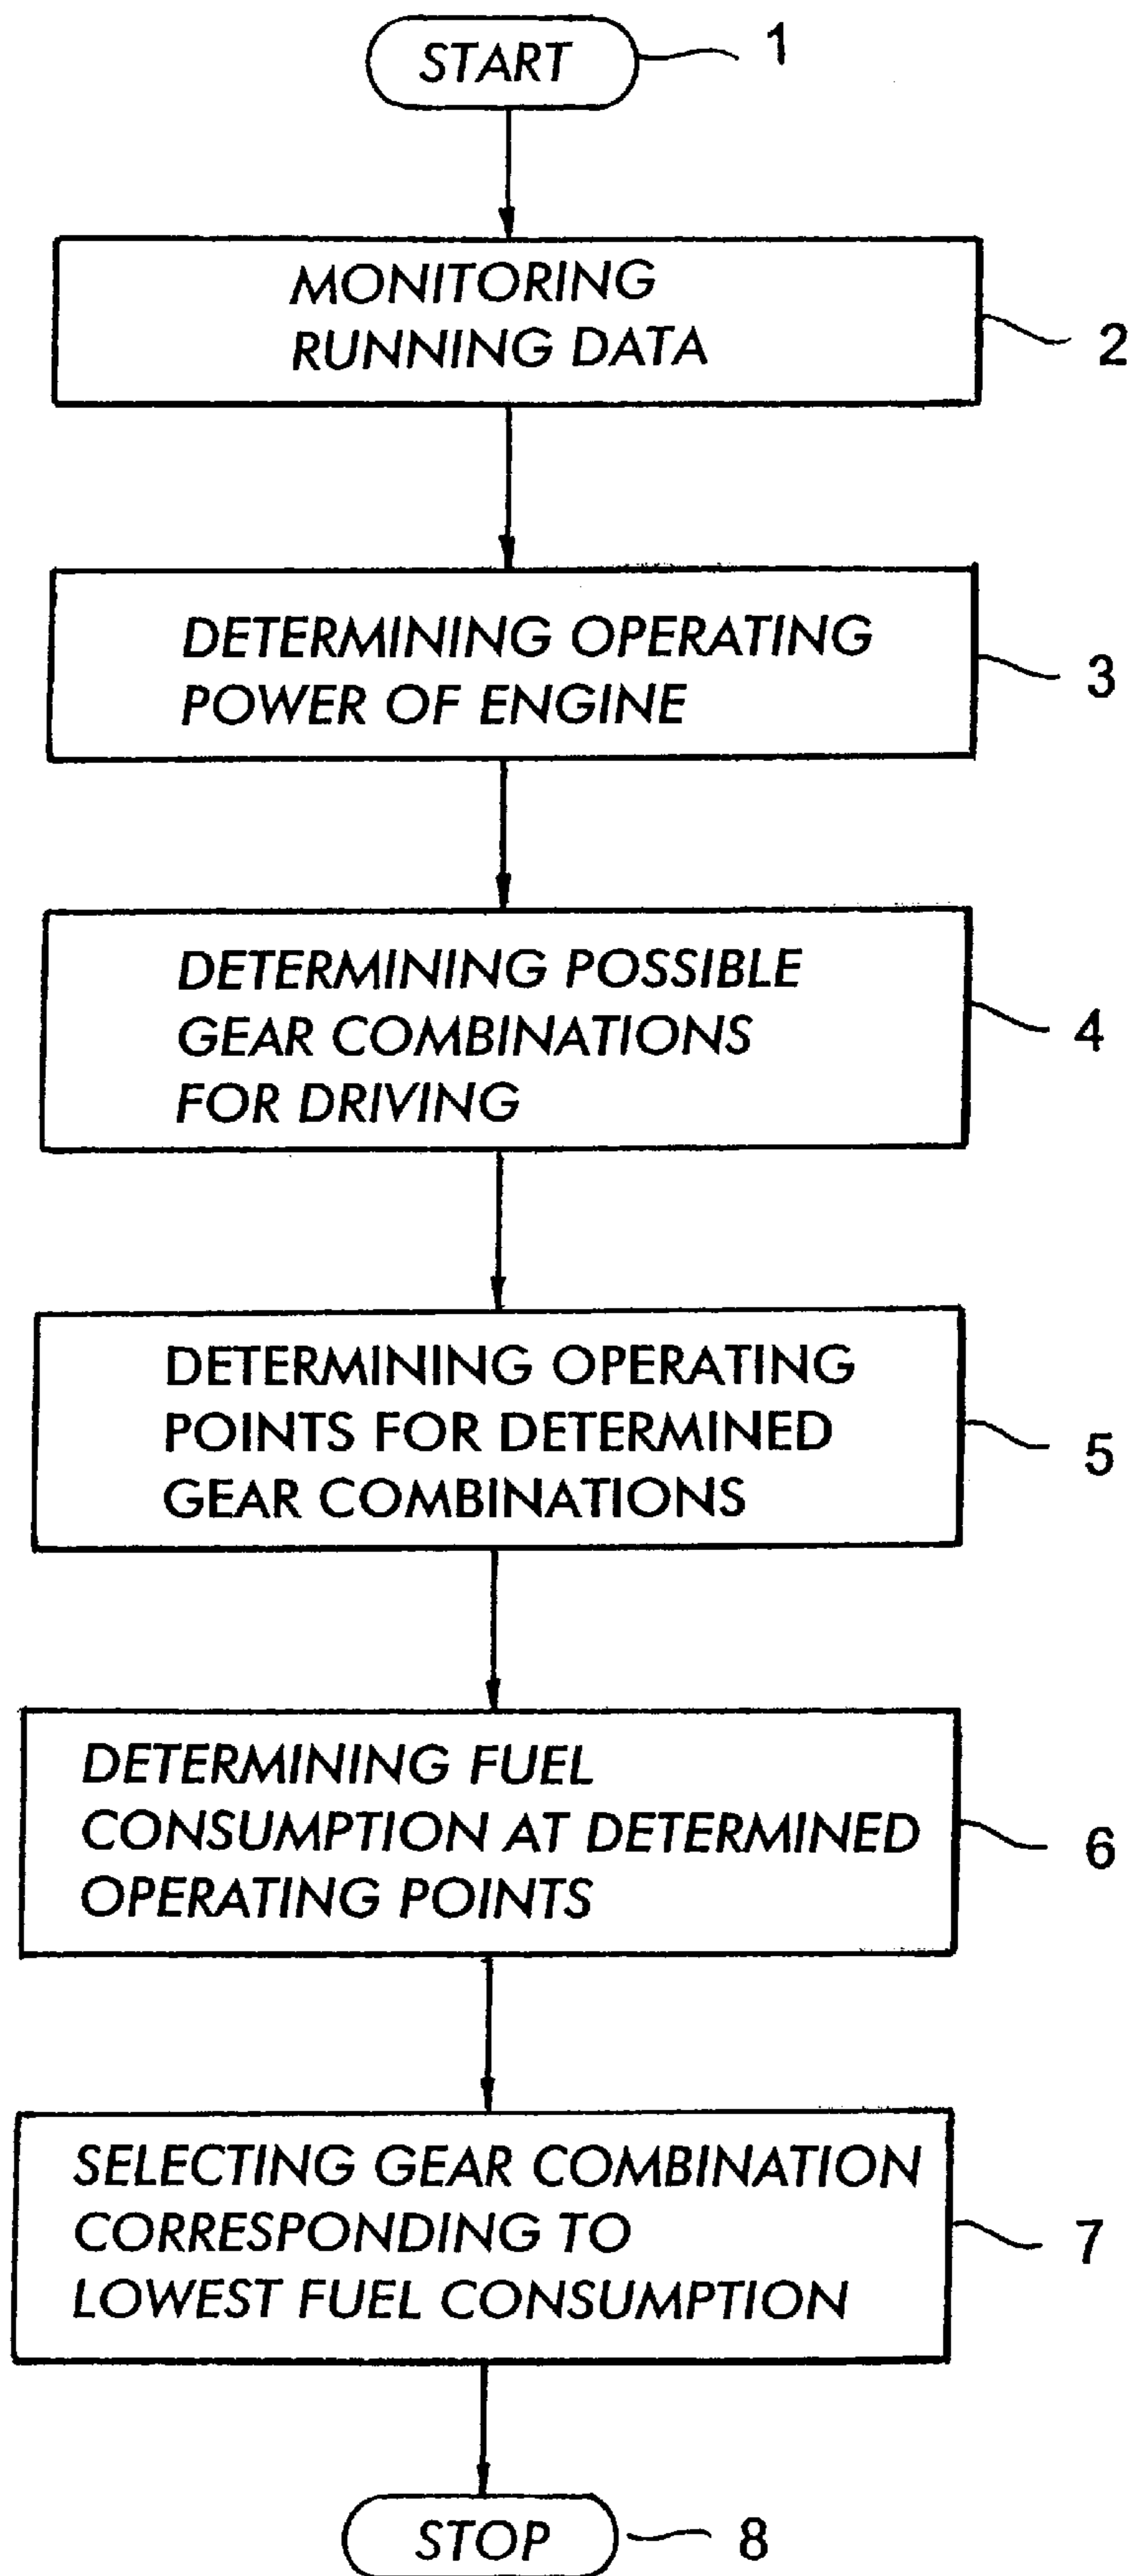 START
1
MONITORING
RUNNING DATA
2
DETERMINING OPERATING
POWER OF ENGINE
3
DETERMINING POSSIBLE
GEAR COMBINATIONS
FOR DRIVING
4
DETERMINING OPERATING
POINTS FOR DETERMINED
GEAR COMBINATIONS
5
DETERMINING FUEL
CONSUMPTION AT DETERMINED
OPERATING POINTS
6
SELECTING GEAR COMBINATION
CORRESPONDING TO
LOWEST FUEL CONSUMPTION
7
STOP
8